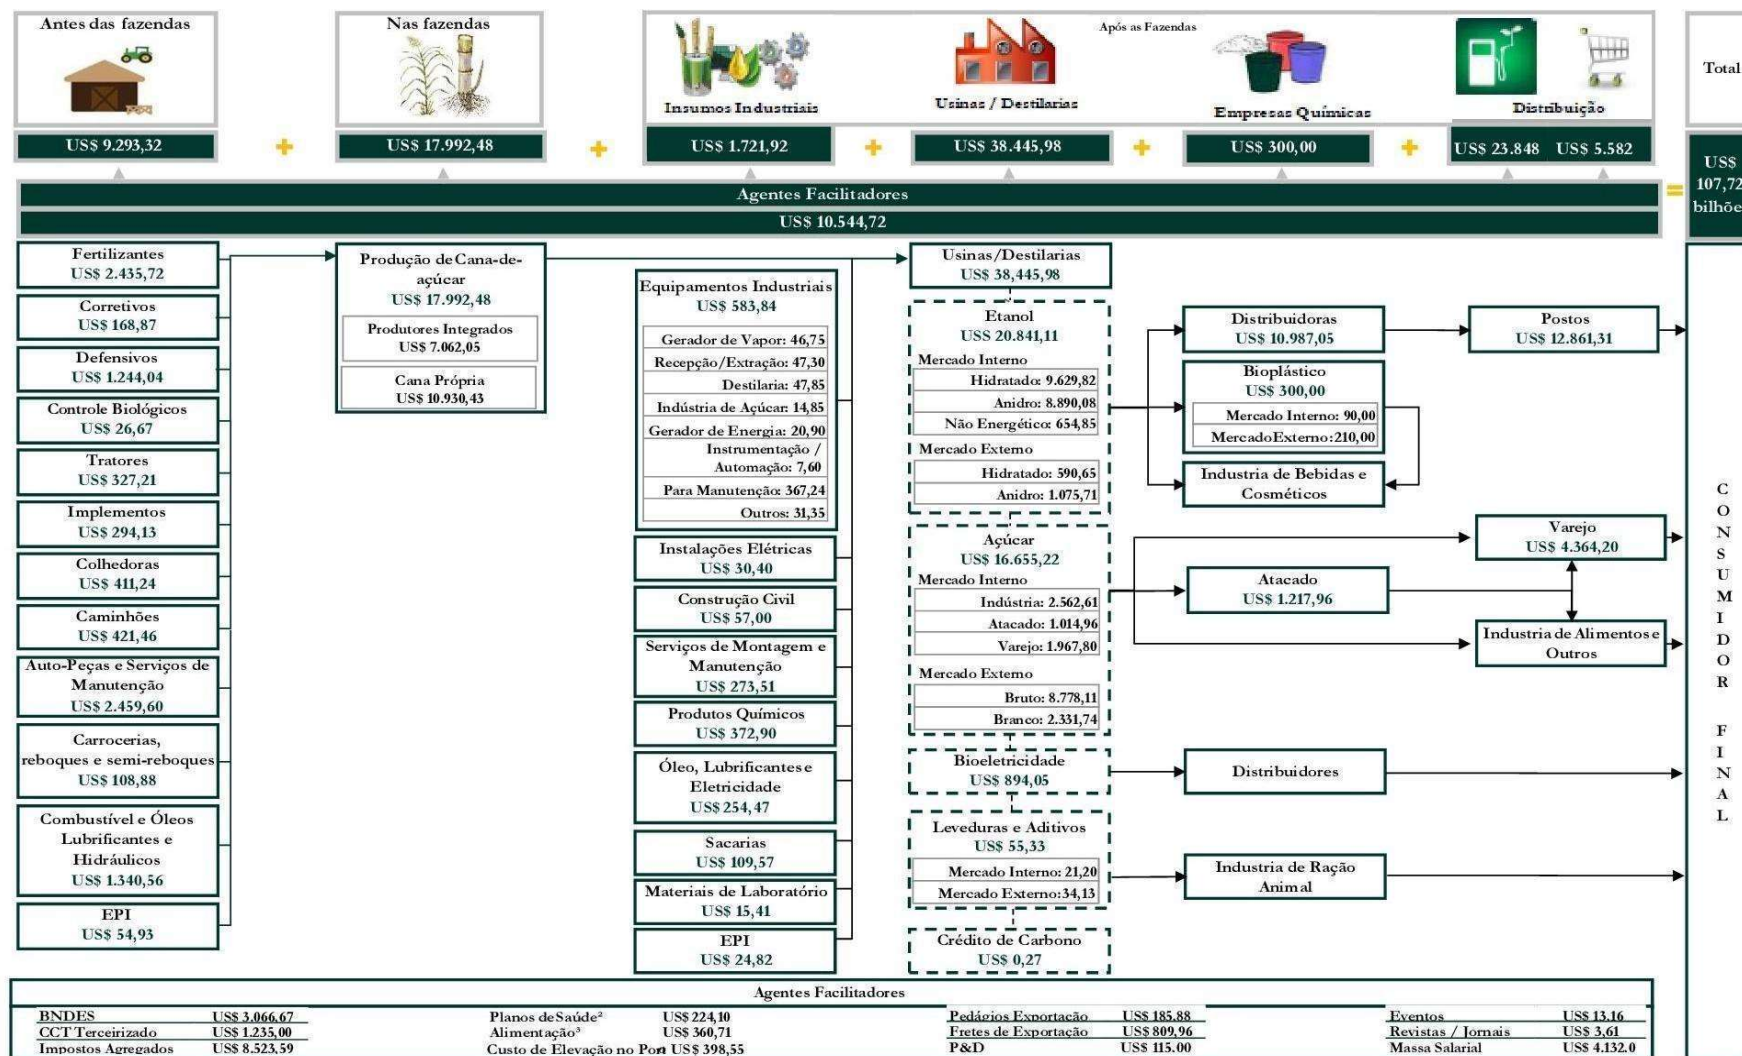 Antes das fazendas
Nas fazendas
Após as Fazendas
Insumos Industriais
Usinas / Destilarias
Empresas Químicas
Distribuição
Total
US$ 9.293,32
+
US$ 17.992,48
+
US$ 1.721,92
+
US$ 38.445,98
+
US$ 300,00
+
US$ 23.848 US$ 5.582
Agentes Facilitadores
US$ 10.544,72
=
US$
107,72
bilhõe
Fertilizantes
US$ 2.435,72
Corretivos
US$ 168,87
Defensivos
US$ 1.244,04
Controle Biológicos
US$ 26,67
Tratores
US$ 327,21
Implementos
US$ 294,13
Colhedoras
US$ 411,24
Caminhões
US$ 421,46
Auto-Peças e Serviços de
Manutenção
US$ 2.459,60
Carrocerias,
reboques e semi-reboques
US$ 108,88
Combustível e Óleos
Lubrificantes e
Hidráulicos
US$ 1.340,56
EPI
US$ 54,93
Produção de Cana-de-
açúcar
US$ 17.992,48
Produtores Integrados
US$ 7.062,05
Cana Própria
US$ 10.930,43
Equipamentos Industriais
US$ 583,84
Gerador de Vapor: 46,75
Recepção/Extração: 47,30
Destilaria: 47,85
Indústria de Açúcar: 14,85
Gerador de Energia: 20,90
Instrumentação /
Automação: 7,60
Para Manutenção: 367,24
Outros: 31,35
Instalações Elétricas
US$ 30,40
Construção Civil
US$ 57,00
Serviços de Montagem e
Manutenção
US$ 273,51
Produtos Químicos
US$ 372,90
Óleo, Lubrificantes e
Eletricidade
US$ 254,47
Sacarias
US$ 109,57
Materiais de Laboratório
US$ 15,41
EPI
US$ 24,82
Usinas/Destilarias
US$ 38,445,98
Etanol
US$ 20.841,11
Mercado Interno
Hidratado: 9.629,82
Anidro: 8.890,08
Não Energético: 654,85
Mercado Externo
Hidratado: 590,65
Anidro: 1.075,71
Açúcar
US$ 16.655,22
Mercado Interno
Indústria: 2.562,61
Atacado: 1.014,96
Varejo: 1.967,80
Mercado Externo
Bruto: 8.778,11
Branco: 2.331,74
Bioeletricidade
US$ 894,05
Leveduras e Aditivos
US$ 55,33
Mercado Interno: 21,20
Mercado Externo:34,13
Crédito de Carbono
US$ 0,27
Distribuidoras
US$ 10.987,05
Bioplástico
US$ 300,00
Mercado Interno: 90,00
MercadoExterno:210,00
Industria de Bebidas e
Cosméticos
Atacado
US$ 1.217,96
Distribuidores
Industria de Ração
Animal
Postos
US$ 12.861,31
Varejo
US$ 4.364,20
Industria de Alimentos e
Outros
CONSUMIDOR FINAL
Agentes Facilitadores
BNDES US$ 3.066,67
CCT Terceirizado US$ 1.235,00
Impostos Agregados US$ 8.523,59
Planos de Saúde² US$ 224,10
Alimentação³ US$ 360,71
Custo de Elevação no Port US$ 398,55
Pedágios Exportação US$ 185.88
Fretes de Exportação US$ 809,96
P&D US$ 115.00
Eventos US$ 13.16
Revistas / Jornais US$ 3,61
Massa Salarial US$ 4.132.0